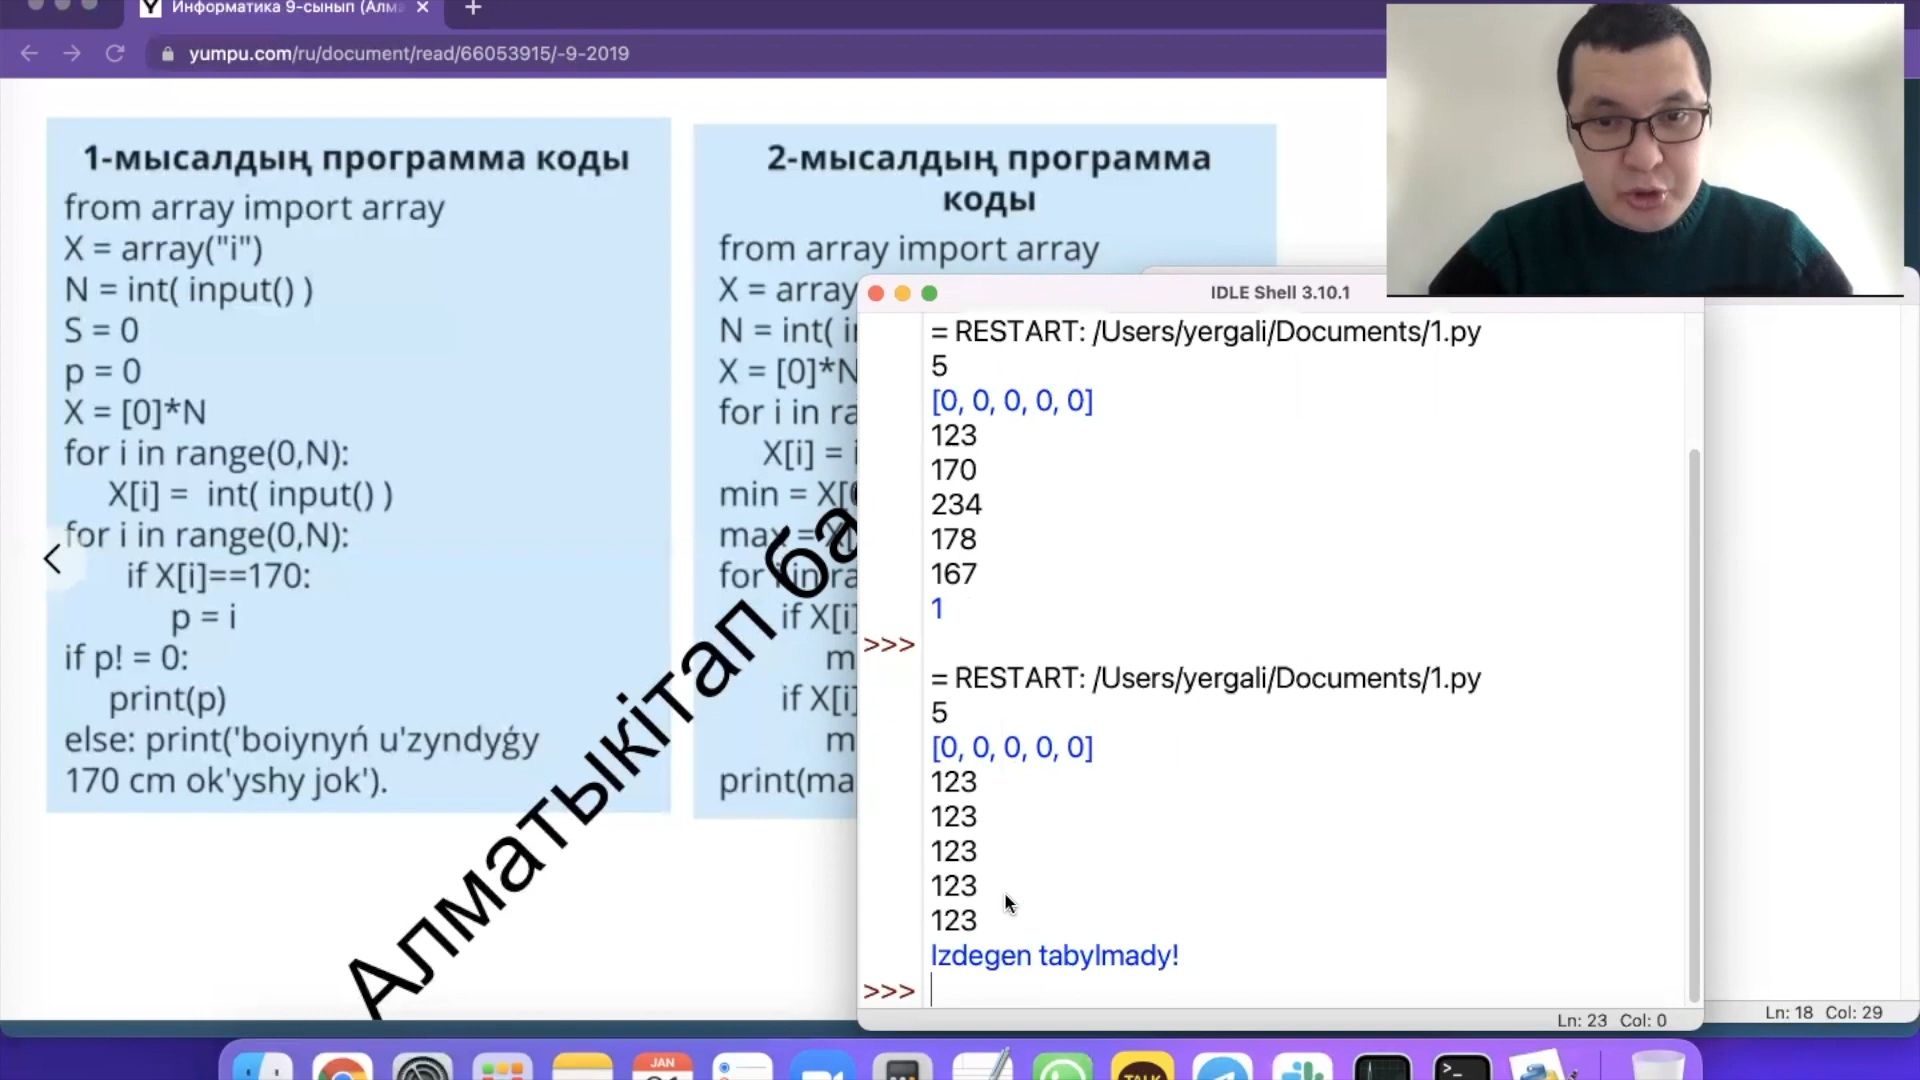 Информатика 9-сынып (Алма
yumpu.com/ru/document/read/66053915/-9-2019
1-мысалдың программа коды
from array import array
X = array("i")
N = int( input() )
S = 0
p = 0
X = [0]*N
for i in range(0,N):
X[i] =  int( input() )
for i in range(0,N):
if X[i]==170:
p = i
if p! = 0:
print(p)
else: print('boiynyń u'zyndyǵy
170 cm ok'yshy jok').
2-мысалдың программа
коды
from array import array
X = array
N = int( i
X = [0]*N
for i in ra
X[i] = i
min = X[
max = X[
for i in ra
if X[i]
m
if X[i]
m
print(ma
Алматыкітап ба
IDLE Shell 3.10.1
= RESTART: /Users/yergali/Documents/1.py
5
[0, 0, 0, 0, 0]
123
170
234
178
167
1
>>>
= RESTART: /Users/yergali/Documents/1.py
5
[0, 0, 0, 0, 0]
123
123
123
123
123
Izdegen tabylmady!
>>>
Ln: 23 Col: 0
Ln: 18 Col: 29
JAN
TALK